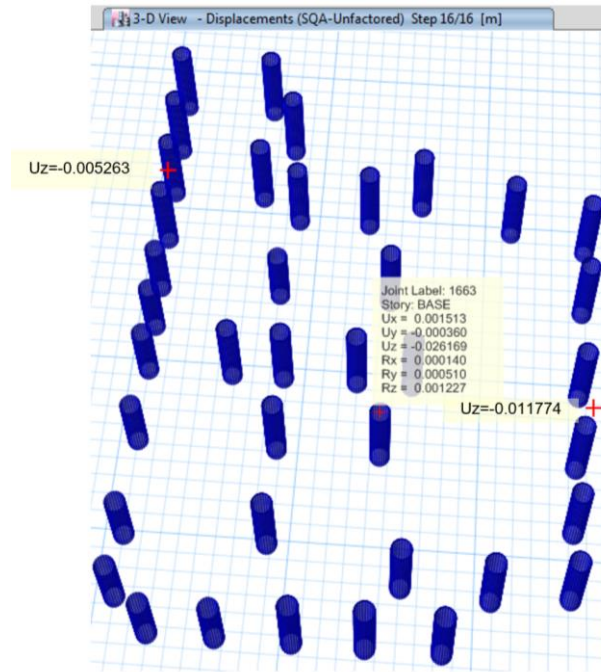 3-D View - Displacements (SQA-Unfactored) Step 16/16 [m]
Uz=-0.005263
Joint Label: 1663
Story: BASE
Ux = 0.001513
Uy = -0.000360
Uz = -0.026169
Rx = 0.000140
Ry = 0.000510
Rz = 0.001227
Uz=-0.011774